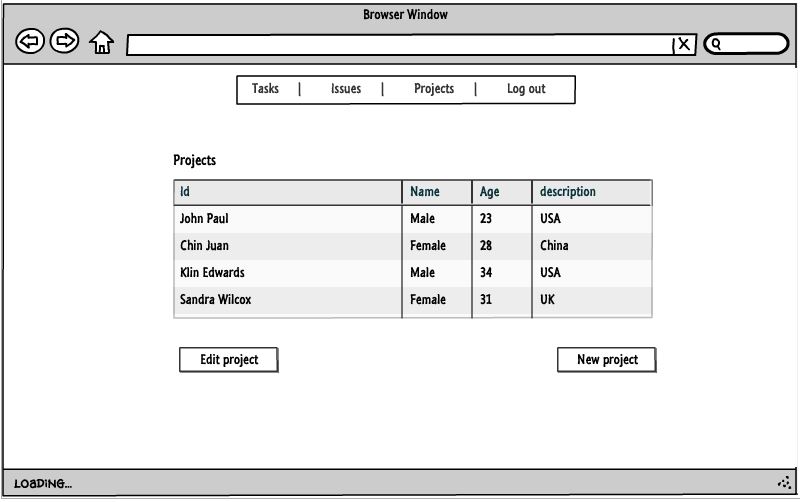 Browser Window
Tasks | Issues | Projects | Log out
Projects
Id Name Age description
John Paul Male 23 USA
Chin Juan Female 28 China
Klin Edwards Male 34 USA
Sandra Wilcox Female 31 UK
Edit project New project
LOADING...